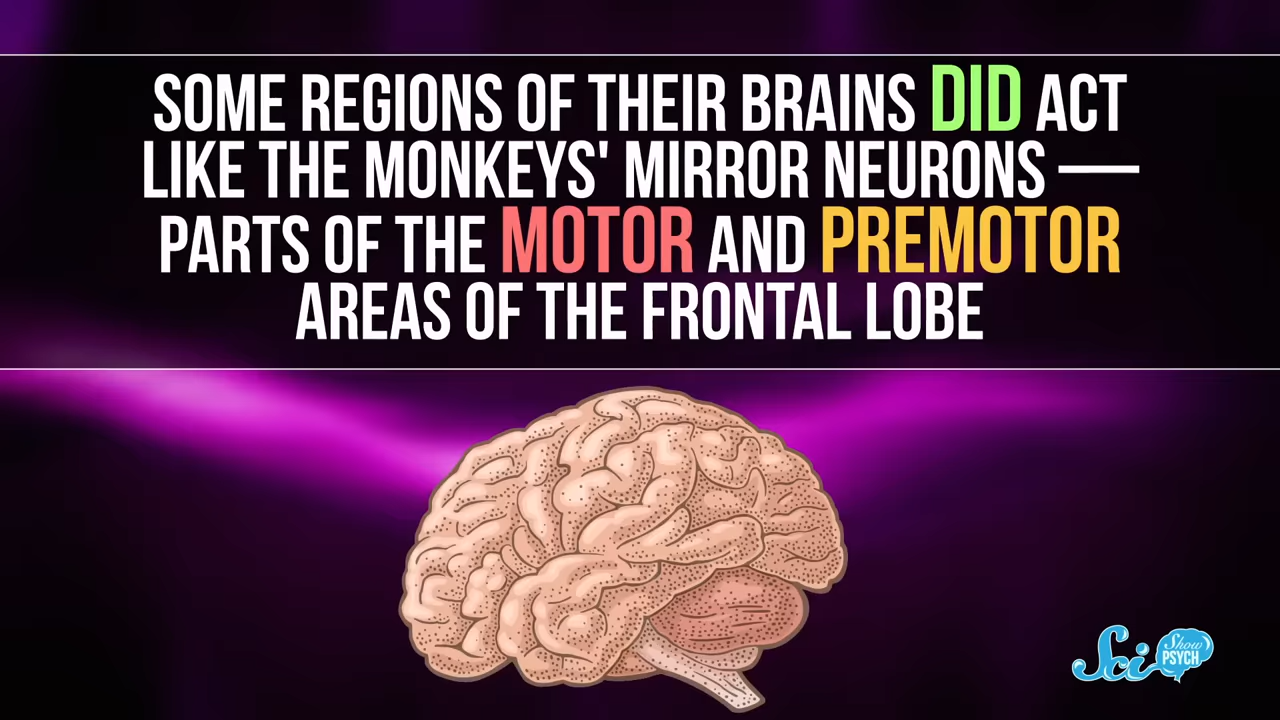 SOME REGIONS OF THEIR BRAINS DID ACT
LIKE THE MONKEYS' MIRROR NEURONS —
PARTS OF THE MOTOR AND PREMOTOR
AREAS OF THE FRONTAL LOBE
Sci Show
PSYCH